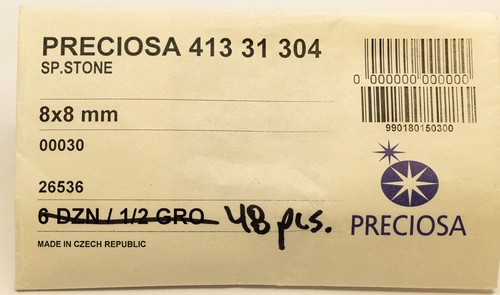 PRECIOSA 413 31 304
SP.STONE
0 000000 000000
8x8 mm
990180150300
00030
26536
6 DZN / 1/2 GRO 48 pcs.
PRECIOSA
MADE IN CZECH REPUBLIC